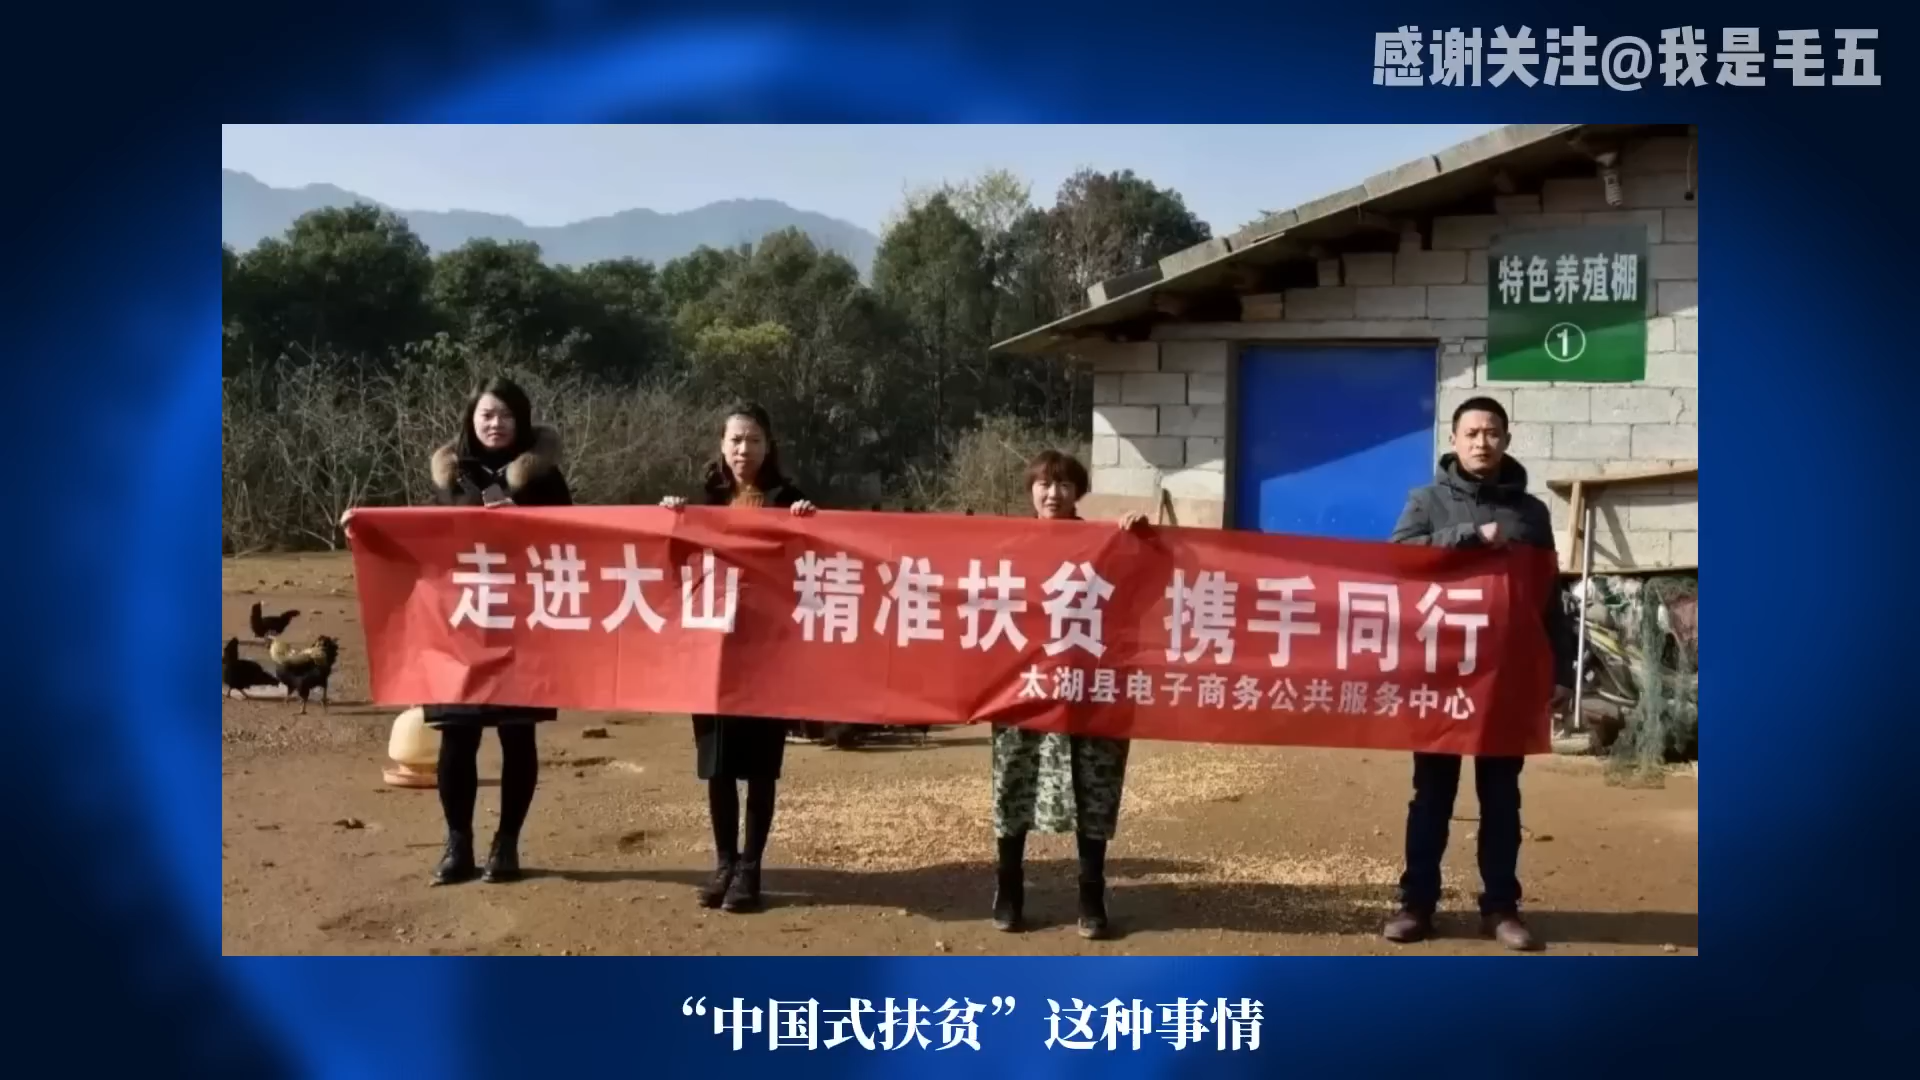 感谢关注@我是毛五
特色养殖棚
①
走进大山 精准扶贫 携手同行
太湖县电子商务公共服务中心
“中国式扶贫”这种事情